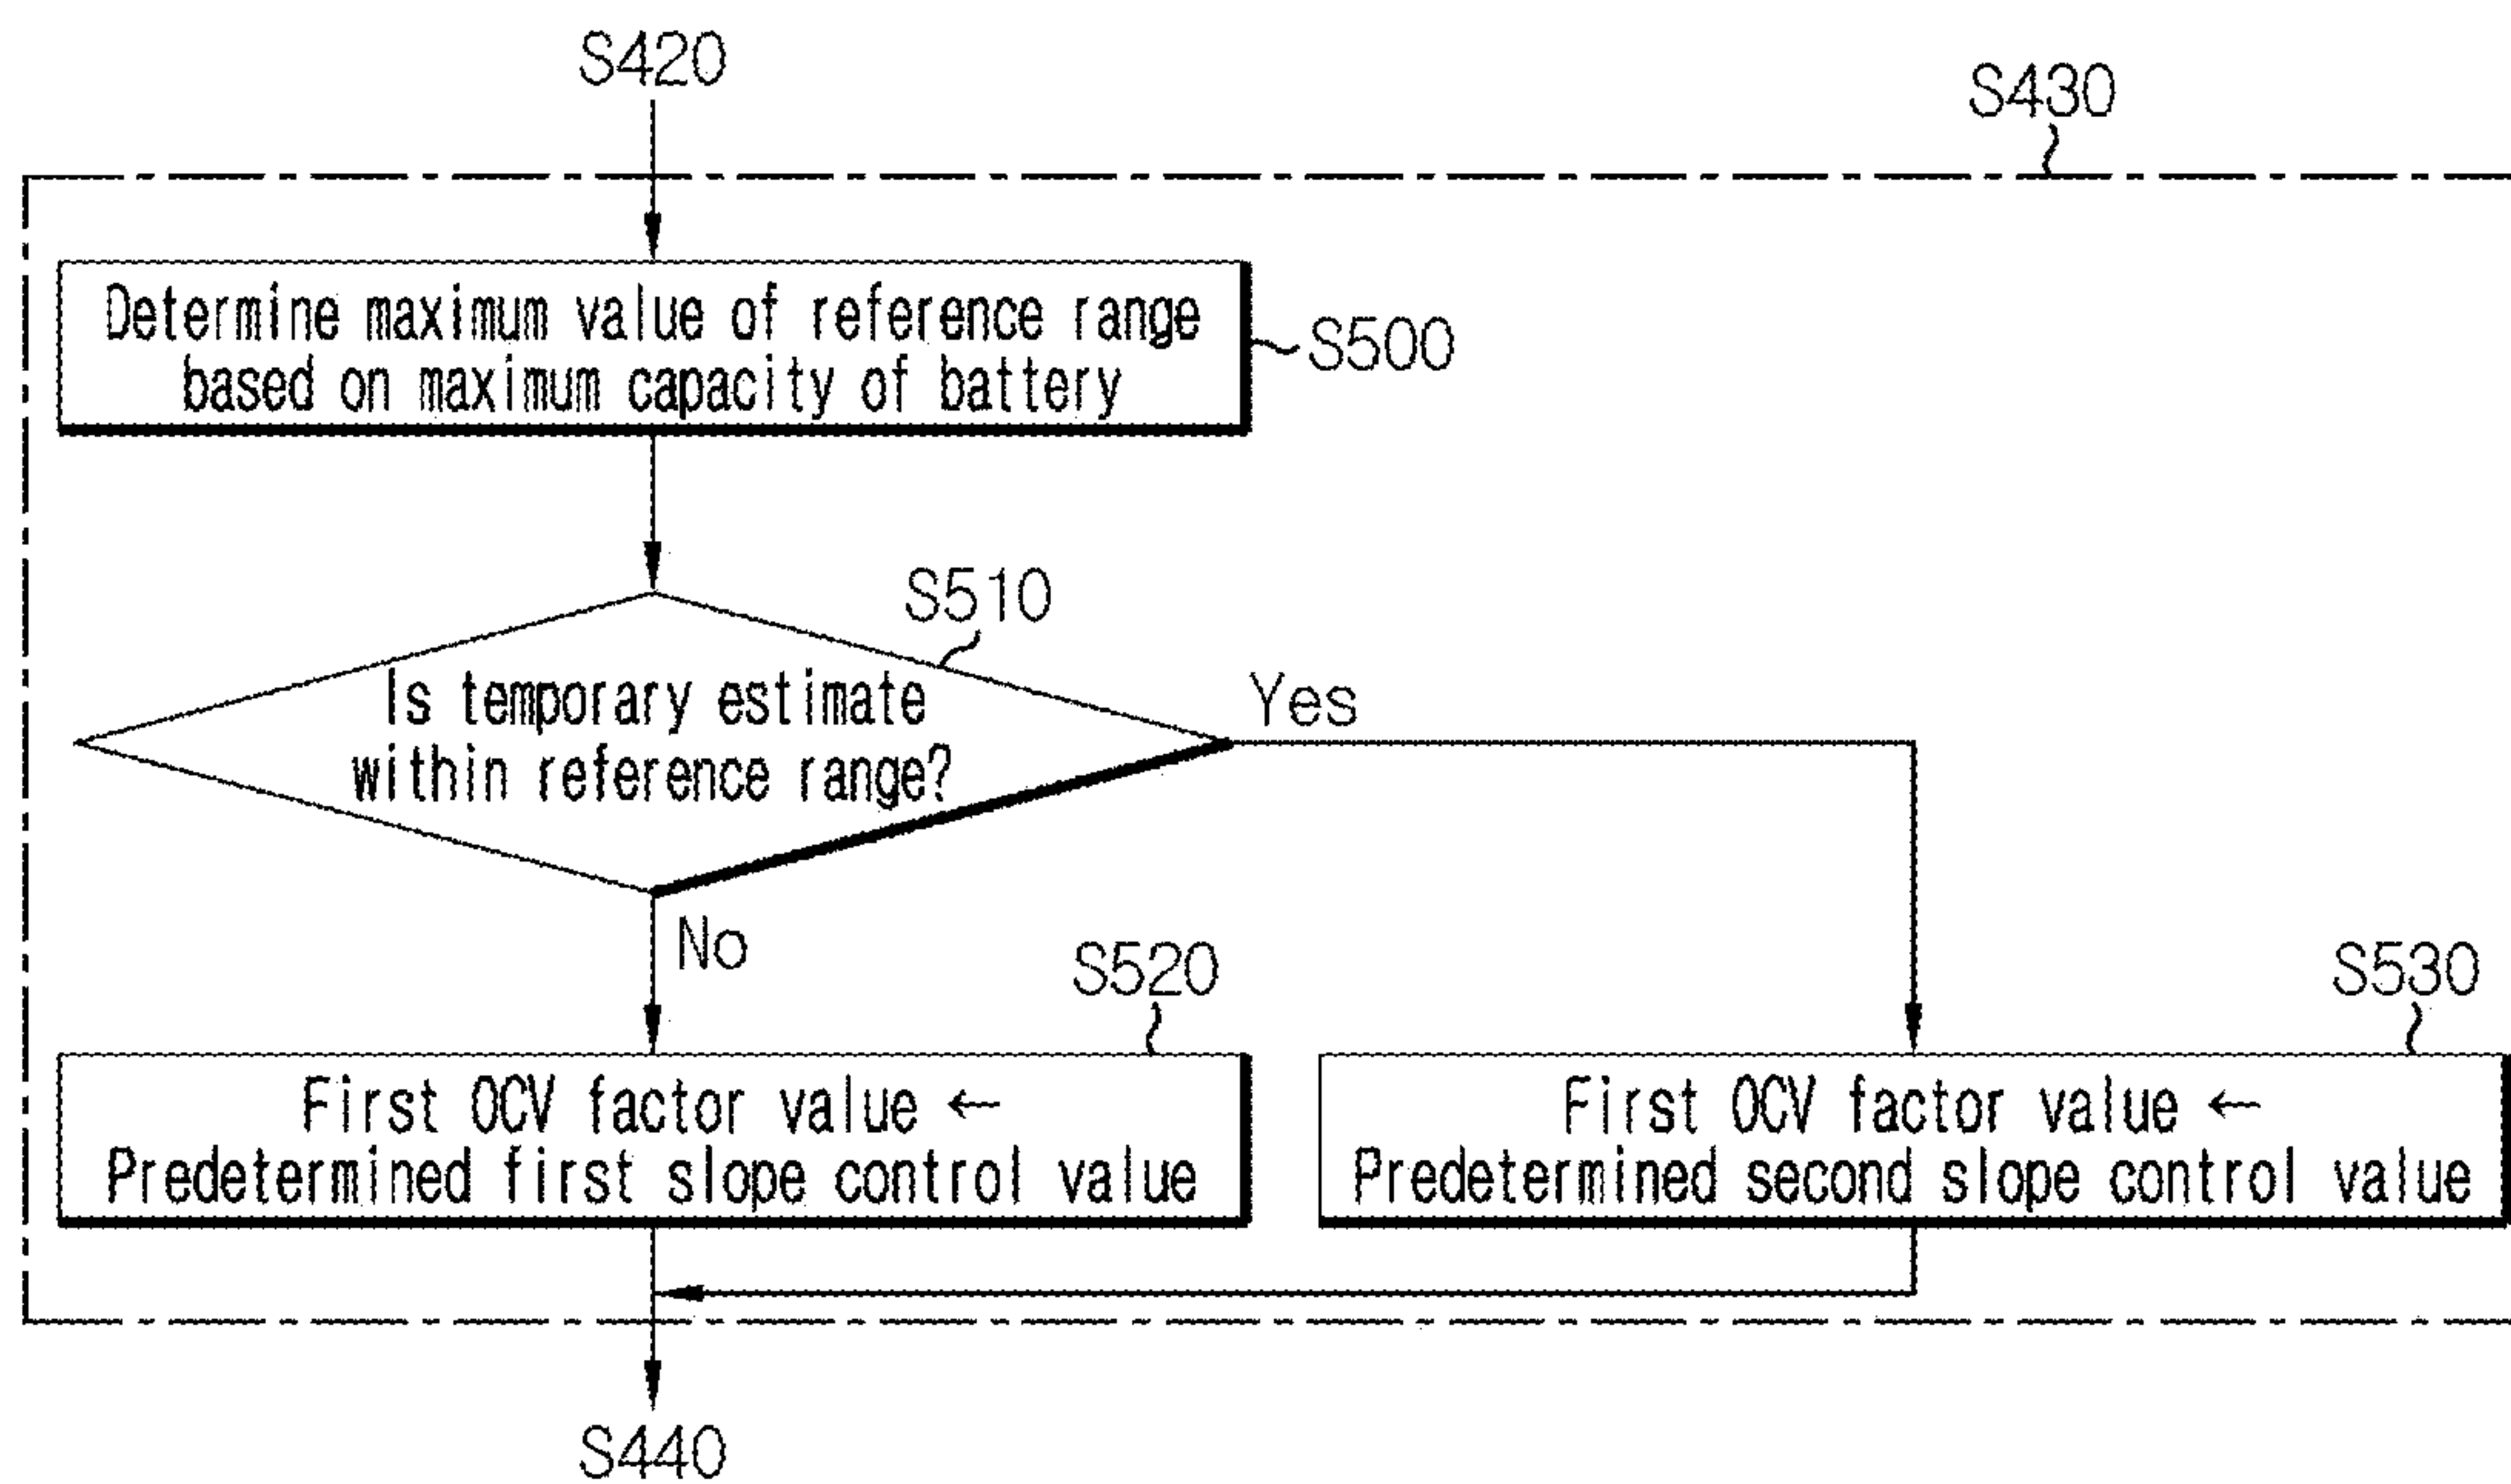 S420
S430
Determine maximum value of reference range
based on maximum capacity of battery
S500
S510
Is temporary estimate
within reference range?
Yes
No
S520
First OCV factor value ←
Predetermined first slope control value
S530
First OCV factor value ←
Predetermined second slope control value
S440